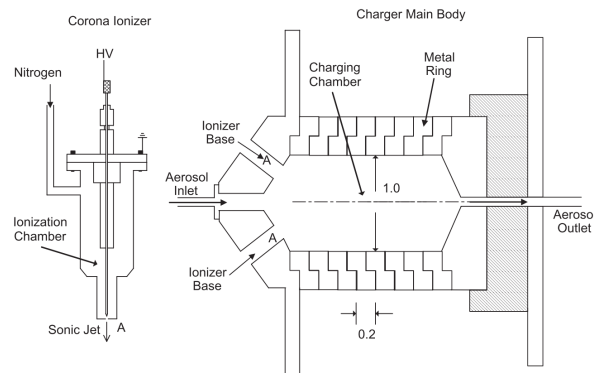 Corona Ionizer
HV
Nitrogen
Ionization
Chamber
Sonic Jet
A
Charger Main Body
Charging
Chamber
Metal
Ring
Ionizer
Base
A
Aerosol
Inlet
1.0
Aeroso
Outlet
A
Ionizer
Base
0.2